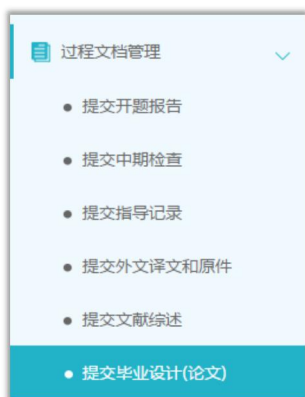 过程文档管理
提交开题报告
提交中期检查
提交指导记录
提交外文译文和原件
提交文献综述
提交毕业设计(论文)